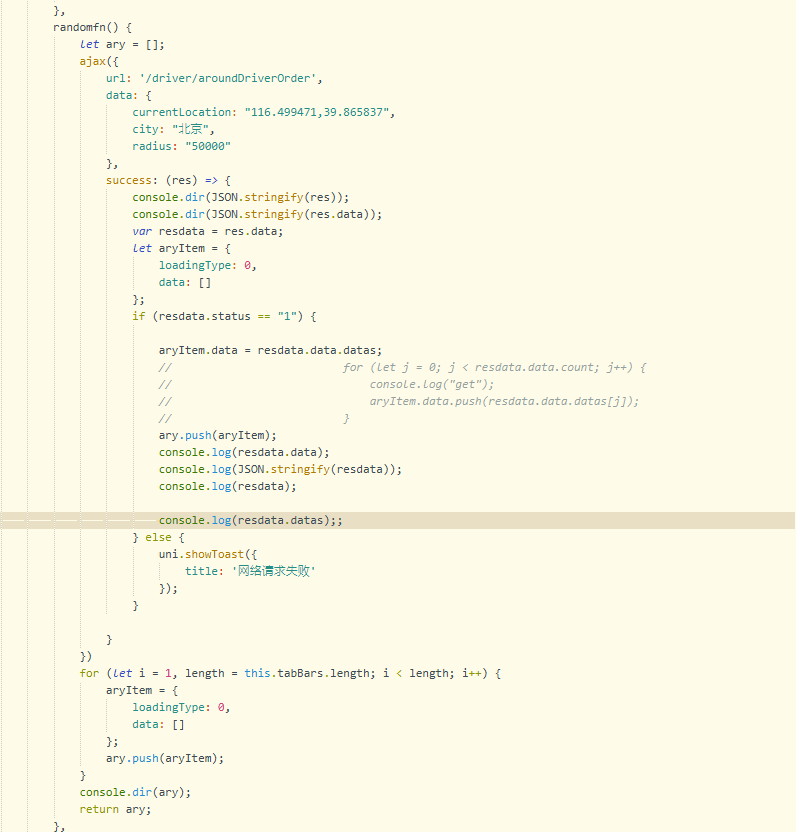 },
randomfn() {
let ary = [];
ajax({
url: '/driver/aroundDriverOrder',
data: {
currentLocation: "116.499471,39.865837",
city: "北京",
radius: "50000"
},
success: (res) => {
console.dir(JSON.stringify(res));
console.dir(JSON.stringify(res.data));
var resdata = res.data;
let aryItem = {
loadingType: 0,
data: []
};
if (resdata.status == "1") {
aryItem.data = resdata.data.datas;
// for (let j = 0; j < resdata.data.count; j++) {
// console.log("get");
// aryItem.data.push(resdata.data.datas[j]);
// }
ary.push(aryItem);
console.log(resdata.data);
console.log(JSON.stringify(resdata));
console.log(resdata);
console.log(resdata.datas);;
} else {
uni.showToast({
title: '网络请求失败'
});
}
}
})
for (let i = 1, length = this.tabBars.length; i < length; i++) {
aryItem = {
loadingType: 0,
data: []
};
ary.push(aryItem);
}
console.dir(ary);
return ary;
},